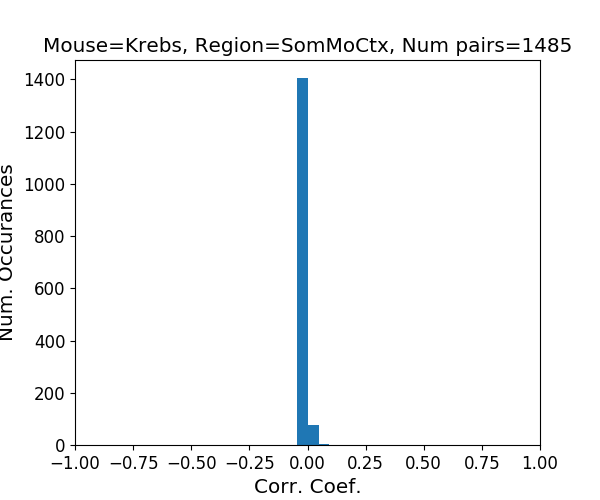 Mouse=Krebs, Region=SomMoCtx, Num pairs=1485
1400
1200
1000
800
600
400
200
0
Num. Occurances
−1.00 −0.75 −0.50 −0.25 0.00 0.25 0.50 0.75 1.00
Corr. Coef.